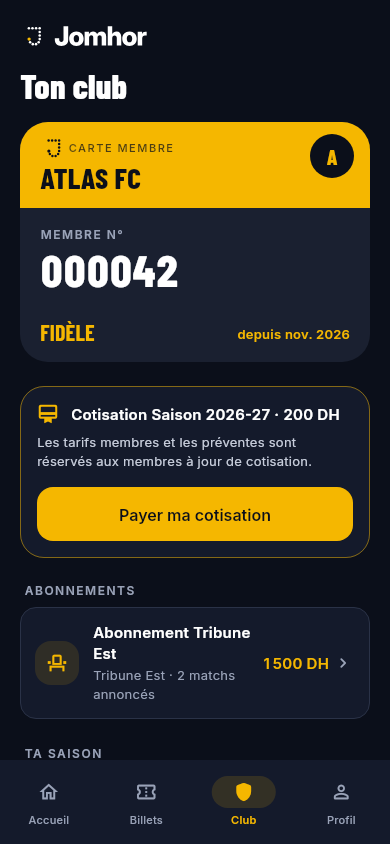 Jomhor
Ton club
CARTE MEMBRE
ATLAS FC
A
MEMBRE N°
000042
FIDÈLE
depuis nov. 2026
Cotisation Saison 2026-27 · 200 DH
Les tarifs membres et les préventes sont
réservés aux membres à jour de cotisation.
Payer ma cotisation
ABONNEMENTS
Abonnement Tribune
Est
Tribune Est · 2 matchs
annoncés
1 500 DH
TA SAISON
Accueil
Billets
Club
Profil